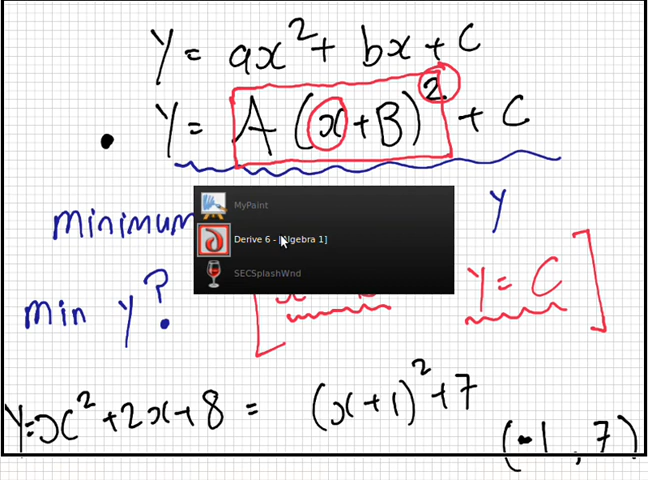 y = ax² + bx + c
y = A(x+B)² + C
minimum y
MyPaint
Derive 6 - [Algebra 1]
SECSplashWnd
min y? y = C
y = x² + 2x + 8 = (x+1)² + 7
(-1, 7)